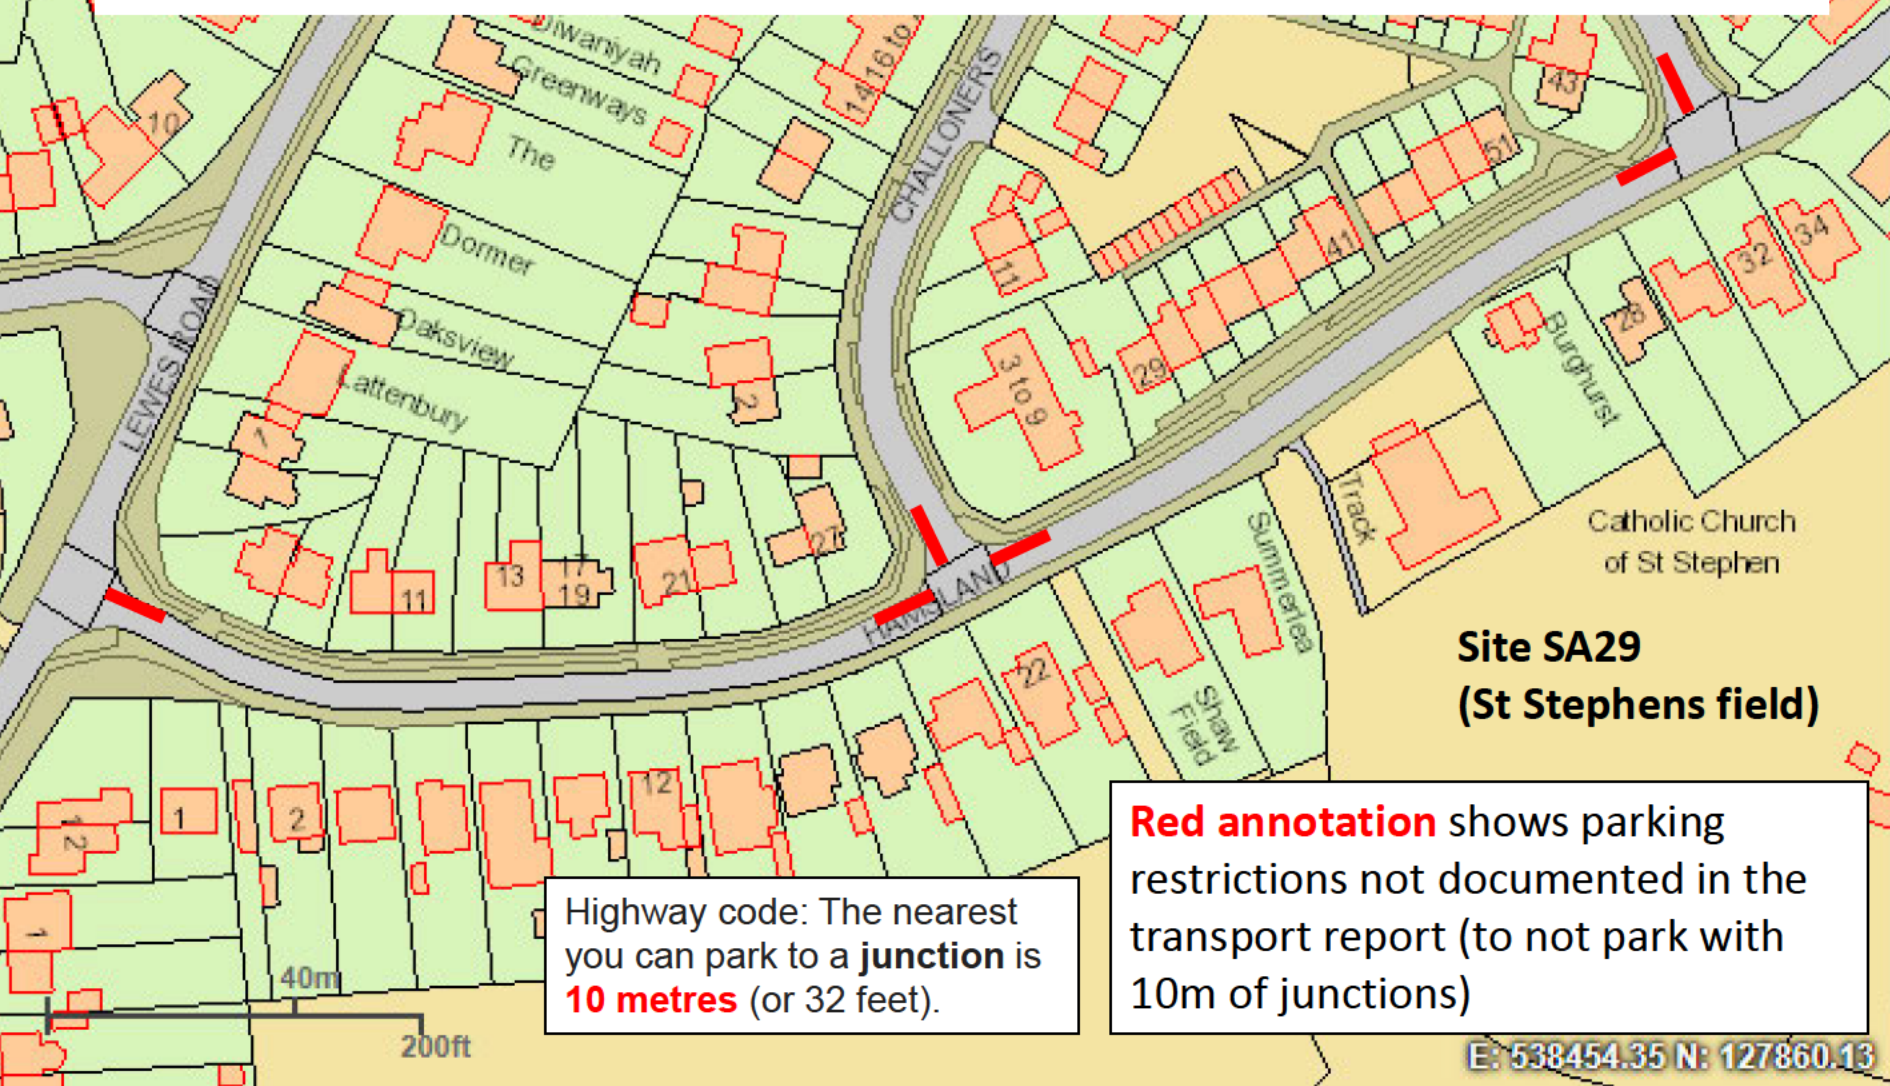 Diwaniyah
Greenways
14 16 to
CHALLONERS
43
10
The
51
Dormer
11
41
32
34
LEWES ROAD
Oaksview
28
Burghurst
Lattenbury
2
3 to 9
29
1
Track
Catholic Church
of St Stephen
Summerlea
27
11
13
17
19
21
HAMSLAND
22
Shaw
Field
Site SA29
(St Stephens field)
1 2
1
2
12
1
Red annotation shows parking
restrictions not documented in the
transport report (to not park with
10m of junctions)
Highway code: The nearest
you can park to a junction is
10 metres (or 32 feet).
40m
200ft
E: 538454.35 N: 127860.13